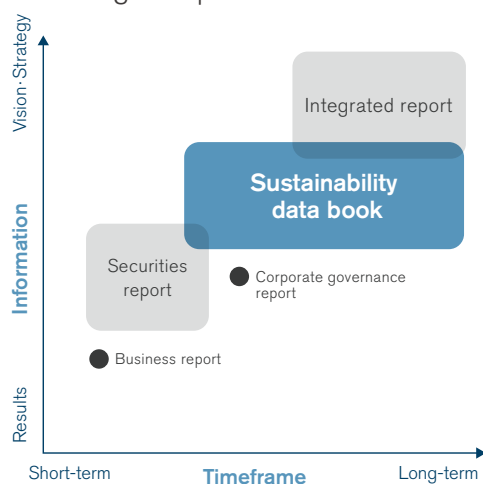 Vision·Strategy
Integrated report
Sustainability
data book
Information
Securities
report
Corporate governance
report
Business report
Results
Short-term
Timeframe
Long-term